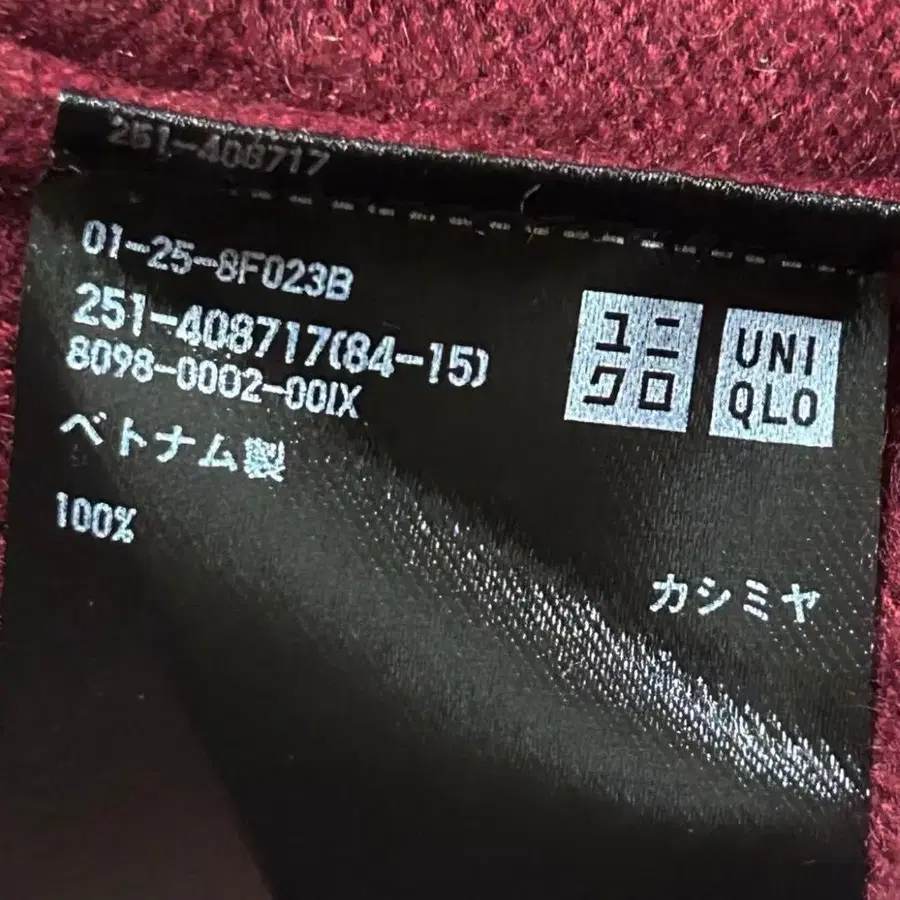 251-408717
01-25-8F023B
251-408717(84-15)
8098-0002-00IX
ベトナム製
100%
カシミヤ
ユニ
クロ
UNI
QLO